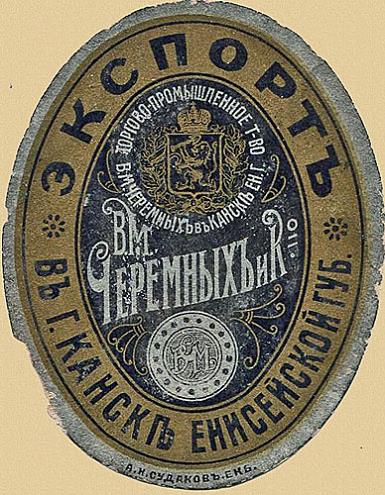 ЭКСПОРТЪ
ТОРГОВО-ПРОМЫШЛЕННОЕ Т-ВО
В.М.ЧЕРЕМНЫХЪ ВЪ КАНСКѢ ЕН.Г.
В.М.
ЧЕРЕМНЫХЪ и К
ВЪ Г. КАНСКѢ ЕНИСЕЙСКОЙ ГУБ.
А.Н.СУДАКОВЪ.ЕКБ.